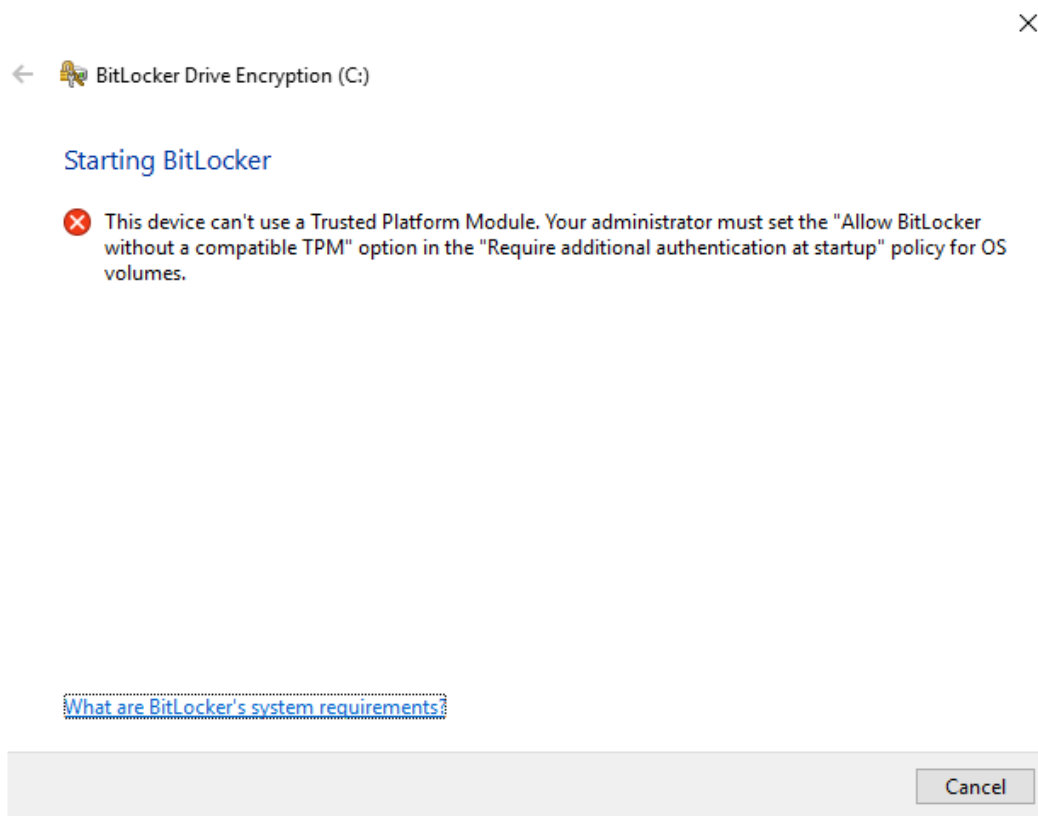 BitLocker Drive Encryption (C:)
Starting BitLocker
This device can't use a Trusted Platform Module. Your administrator must set the "Allow BitLocker
without a compatible TPM" option in the "Require additional authentication at startup" policy for OS
volumes.
What are BitLocker's system requirements?
Cancel